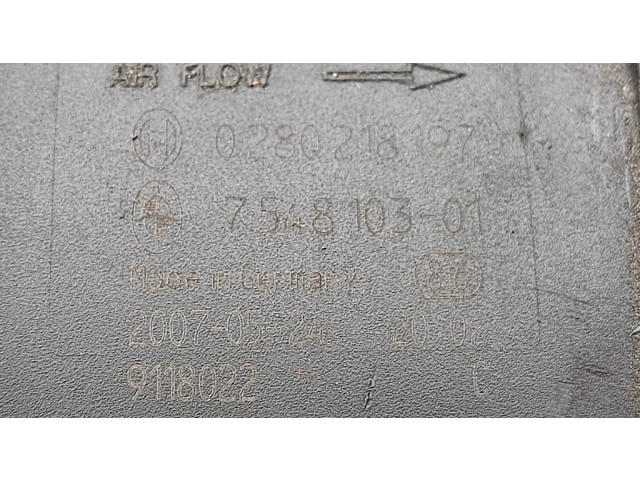 AIR FLOW
0 280 218 197
7 548 103-01
Made in Germany
2007-05-24
9118022 C